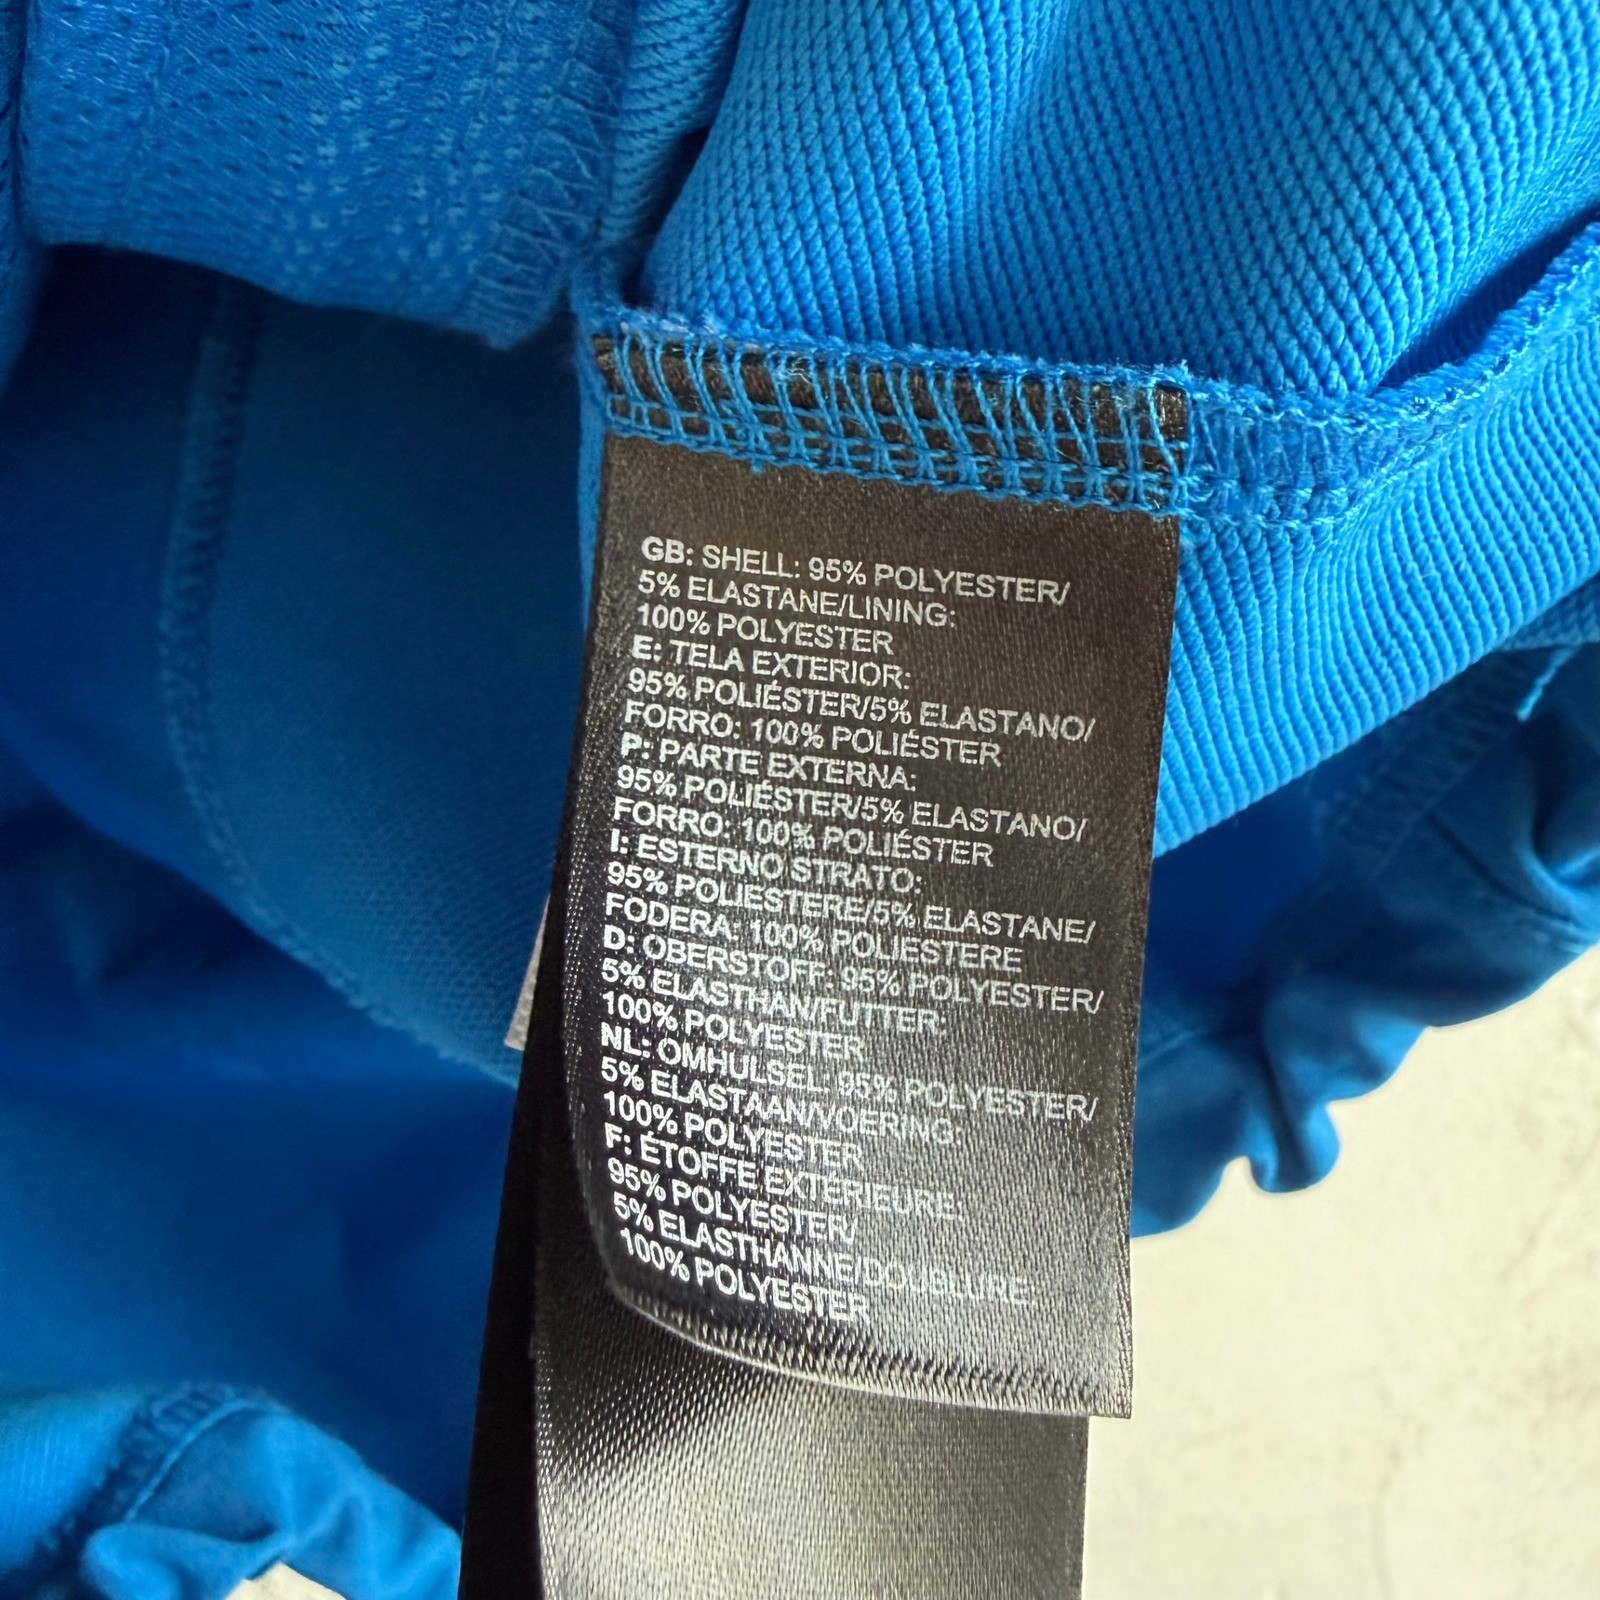 GB: SHELL: 95% POLYESTER/
5% ELASTANE/LINING:
100% POLYESTER
E: TELA EXTERIOR:
95% POLIÉSTER/5% ELASTANO/
FORRO: 100% POLIÉSTER
P: PARTE EXTERNA:
95% POLIÉSTER/5% ELASTANO/
FORRO: 100% POLIÉSTER
I: ESTERNO STRATO:
95% POLIESTERE/5% ELASTANE/
FODERA: 100% POLIESTERE
D: OBERSTOFF: 95% POLYESTER/
5% ELASTHAN/FUTTER:
100% POLYESTER
NL: OMHULSEL: 95% POLYESTER/
5% ELASTAAN/VOERING:
100% POLYESTER
F: ÉTOFFE EXTÉRIEURE:
95% POLYESTER/
5% ELASTHANNE/DOUBLURE:
100% POLYESTER